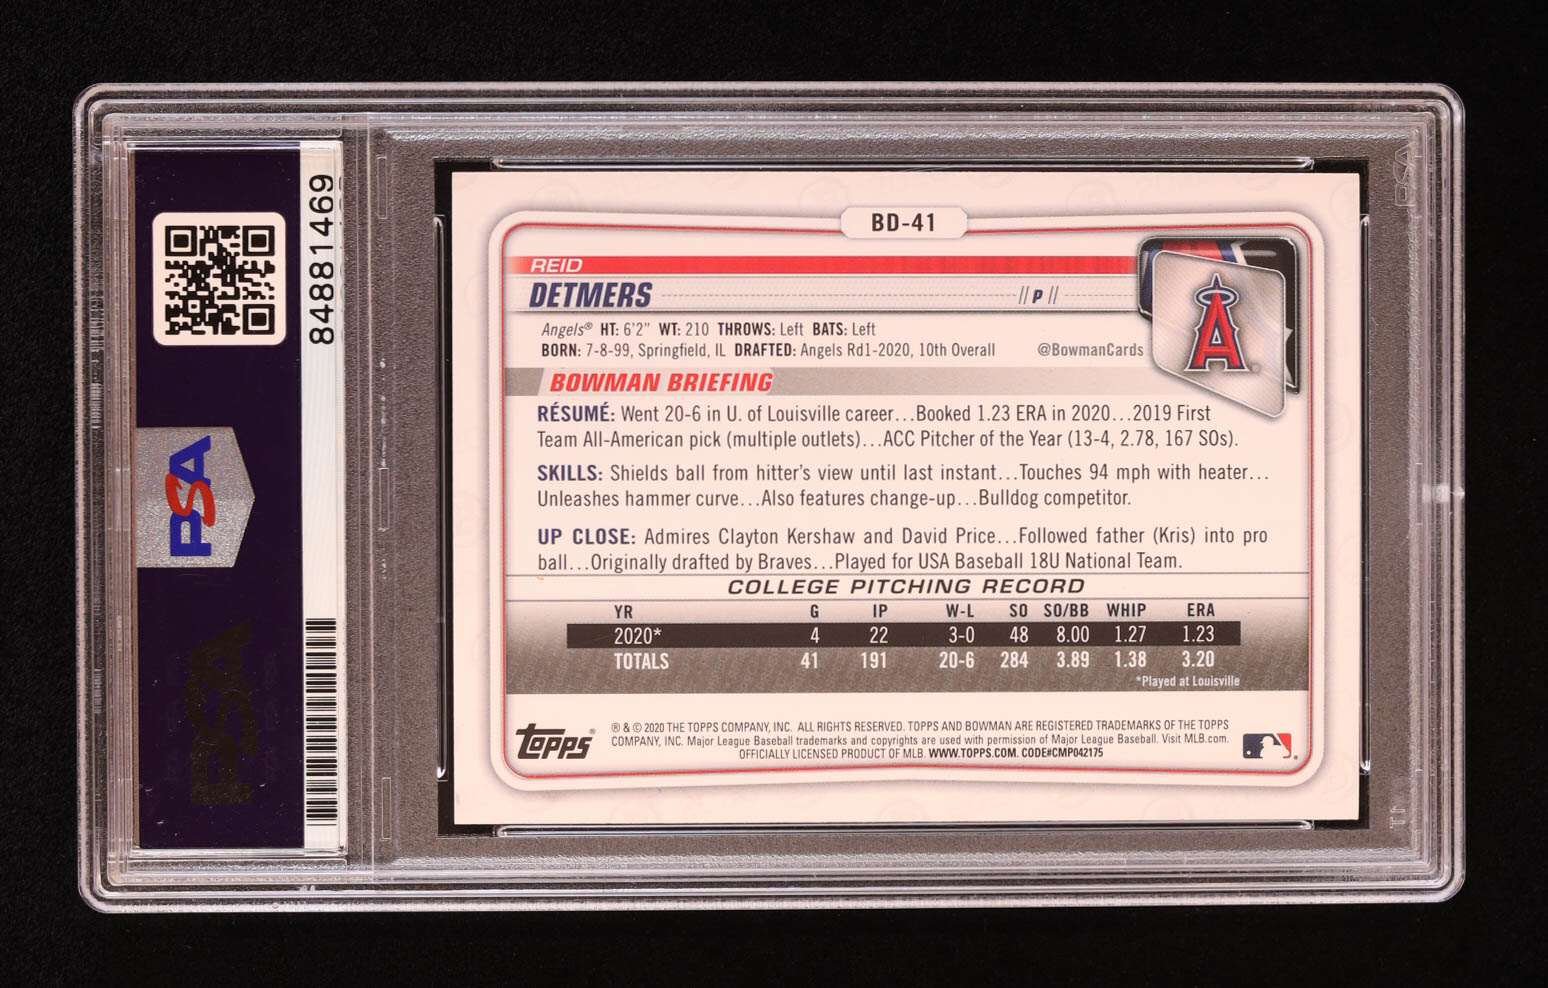 84881469
PSA
PSA
PSA
BD-41
REID
DETMERS
// P //
A
Angels® HT: 6'2" WT: 210 THROWS: Left BATS: Left
BORN: 7-8-99, Springfield, IL DRAFTED: Angels Rd1-2020, 10th Overall
@BowmanCards
BOWMAN BRIEFING
RÉSUMÉ: Went 20-6 in U. of Louisville career...Booked 1.23 ERA in 2020...2019 First
Team All-American pick (multiple outlets)...ACC Pitcher of the Year (13-4, 2.78, 167 SOs).
SKILLS: Shields ball from hitter's view until last instant...Touches 94 mph with heater...
Unleashes hammer curve...Also features change-up...Bulldog competitor.
UP CLOSE: Admires Clayton Kershaw and David Price...Followed father (Kris) into pro
ball...Originally drafted by Braves...Played for USA Baseball 18U National Team.
COLLEGE PITCHING RECORD
YR G IP W-L SO SO/BB WHIP ERA
2020* 4 22 3-0 48 8.00 1.27 1.23
TOTALS 41 191 20-6 284 3.89 1.38 3.20
*Played at Louisville
Topps®
® & © 2020 THE TOPPS COMPANY, INC. ALL RIGHTS RESERVED. TOPPS AND BOWMAN ARE REGISTERED TRADEMARKS OF THE TOPPS
COMPANY, INC. Major League Baseball trademarks and copyrights are used with permission of Major League Baseball. Visit MLB.com.
OFFICIALLY LICENSED PRODUCT OF MLB. WWW.TOPPS.COM. CODE#CMP042175